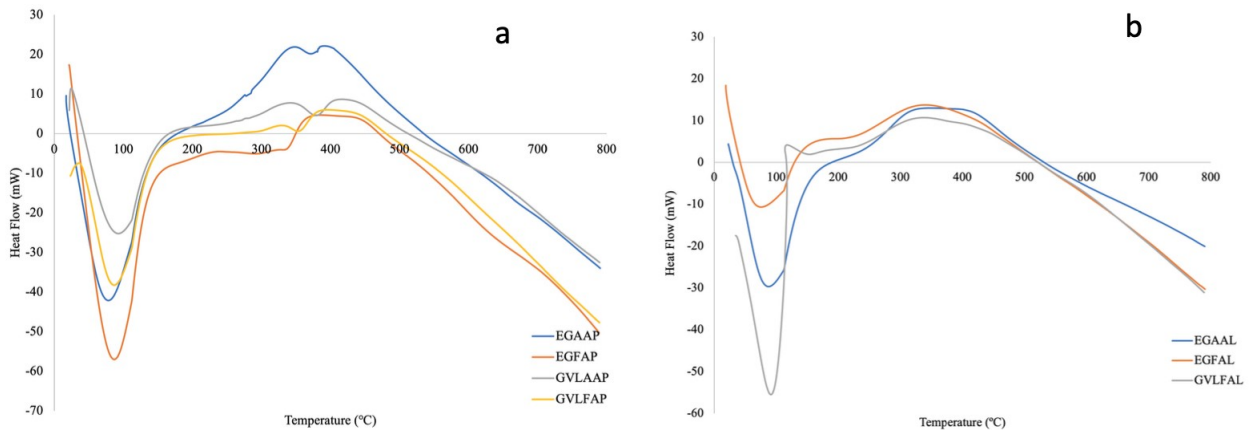 a
30
20
10
0
-10
-20
-30
-40
-50
-60
-70
0 100 200 300 400 500 600 700 800
Heat Flow (mW)
Temperature (°C)
EGAAP
EGFAP
GVLAAP
GVLFAP
b
30
20
10
0
-10
-20
-30
-40
-50
-60
0 100 200 300 400 500 600 700 800
Heat Flow (mW)
Temperature (°C)
EGAAL
EGFAL
GVLFAL